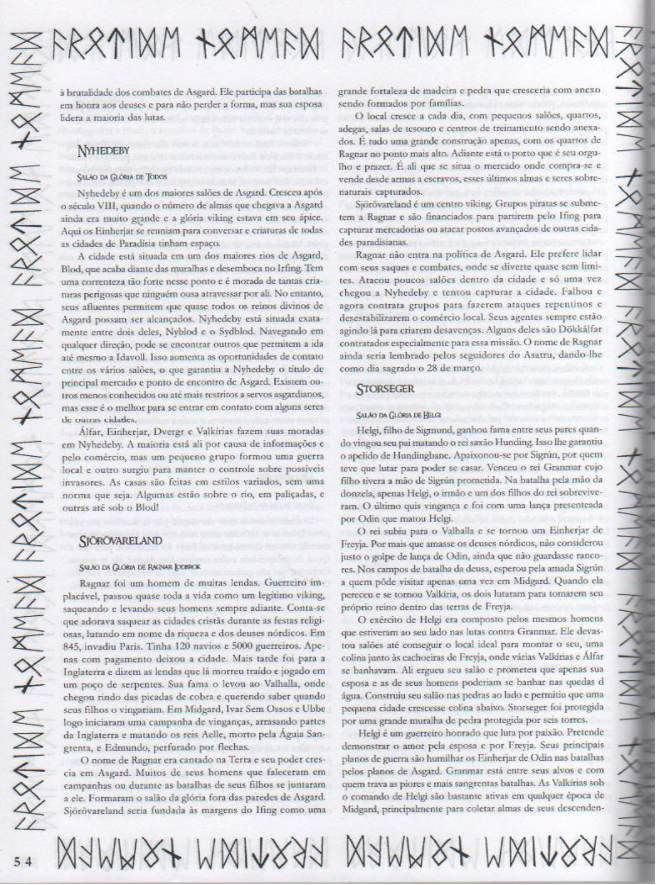 à brutalidade dos combates de Asgard. Ele participa das batalhas
em honra aos deuses e para não perder a forma, mas sua esposa
lidera a maioria das lutas.
NYHEDEBY
SALÃO DA GLÓRIA DE TODOS
Nyhedeby é um dos maiores salões de Asgard. Cresceu após
o século VIII, quando o número de almas que chegava a Asgard
ainda era muito grande e a glória viking estava em seu ápice.
Aqui os Einherjar se reuniam para conversar e criaturas de todas
as cidades de Paradísia tinham espaço.
A cidade está situada em um dos maiores rios de Asgard,
Blod, que acaba diante das muralhas e desemboca no Irfing. Tem
uma correnteza tão forte nesse ponto e é morada de tantas cria-
turas perigosas que ninguém ousa atravessar por ali. No entanto,
seus afluentes permitem que quase todos os reinos divinos de
Asgard possam ser alcançados. Nyhedeby está situada exata-
mente entre dois deles, Nyblod e o Sydblod. Navegando em
qualquer direção, pode se encontrar outros que permitem a ida
até mesmo a Idavoll. Isso aumenta as oportunidades de contato
entre os vários salões, o que garantiu a Nyhedeby o título de
principal mercado e ponto de encontro de Asgard. Existem ou-
tros menos conhecidos ou até mais restritos a servos asgardianos,
mas esse é o melhor para se entrar em contato com alguns seres
de outras cidades.
Álfar, Einherjar, Dvergr e Valkírias fazem suas moradas
em Nyhedeby. A maioria está ali por causa de informações e
pelo comércio, mas um pequeno grupo formou uma guerra
local e outro surgiu para manter o controle sobre possíveis
invasores. As casas são feitas em estilos variados, sem uma
norma que seja. Algumas estão sobre o rio, em paliçadas, e
outras até sob o Blod!
SJÖRÖVARELAND
SALÃO DA GLÓRIA DE RAGNAR LODBROK
Ragnar foi um homem de muitas lendas. Guerreiro im-
placável, passou quase toda a vida como um legítimo viking,
saqueando e levando seus homens sempre adiante. Conta-se
que adorava saquear as cidades cristãs durante as festas religi-
osas, lutando em nome da riqueza e dos deuses nórdicos. Em
845, invadiu Paris. Tinha 120 navios e 5000 guerreiros. Ape-
nas com pagamento deixou a cidade. Mais tarde foi para a
Inglaterra e dizem as lendas que lá morreu traído e jogado em
um poço de serpentes. Sua fama o levou ao Valhalla, onde
chegou rindo das picadas de cobra e querendo saber quando
seus filhos o vingariam. Em Midgard, Ivar Sem Ossos e Ubbe
logo iniciaram uma campanha de vinganças, arrasando partes
da Inglaterra e matando os reis Aelle, morto pela Águia San-
grenta, e Edmundo, perfurado por flechas.
O nome de Ragnar era cantado na Terra e seu poder cres-
cia em Asgard. Muitos de seus homens que faleceram em
campanhas ou durante as batalhas de seus filhos se juntaram
a ele. Formaram o salão da glória fora das paredes de Asgard.
Sjörövareland seria fundada às margens do Ifing como uma
grande fortaleza de madeira e pedra que cresceria com anexo
sendo formados por famílias.
O local cresce a cada dia, com pequenos salões, quartos,
adegas, salas de tesouro e centros de treinamento sendo anexa-
dos. É tudo uma grande construção apenas, com os quartos de
Ragnar no ponto mais alto. Adiante está o porto que é seu orgu-
lho e prazer. É ali que se situa o mercado onde compra-se e
vende desde armas a escravos, esses últimos almas e seres sobre-
naturais capturados.
Sjörövareland é um centro viking. Grupos piratas se subme-
tem a Ragnar e são financiados para partirem pelo Ifing para
capturar mercadorias ou atacar postos avançados de outras cida-
des paradisianas.
Ragnar não entra na política de Asgard. Ele prefere lidar
com seus saques e combates, onde se diverte quase sem limi-
tes. Atacou poucos salões dentro da cidade e só uma vez
chegou a Nyhedeby e tentou capturar a cidade. Falhou e
agora contrata grupos para fazerem ataques repentinos e
desestabilizarem o comércio local. Seus agentes sempre estão
agindo lá para criarem desavenças. Alguns deles são Dökkálfar
contratados especialmente para essa missão. O nome de Ragnar
ainda seria lembrado pelos seguidores do Asatru, dando-lhe
como dia sagrado o 28 de março.
STORSEGER
SALÃO DA GLÓRIA DE HELGI
Helgi, filho de Sigmund, ganhou fama entre seus pares quan-
do vingou seu pai matando o rei saxão Hunding. Isso lhe garantiu
o apelido de Hundingbane. Apaixonou-se por Sigrún, por quem
teve que lutar para poder se casar. Venceu o rei Granmar cujo
filho tivera a mão de Sigrún prometida. Na batalha pela mão da
donzela, apenas Helgi, o irmão e um dos filhos do rei sobrevive-
ram. O último quis vingança e foi com uma lança presenteada
por Odin que matou Helgi.
O rei subiu para o Valhalla e se tornou um Einherjar de
Freyja. Por mais que amasse os deuses nórdicos, não considerou
justo o golpe de lança de Odin, ainda que não guardasse ranco-
res. Nos campos de batalha da deusa, esperou pela amada Sigrún
a quem pôde visitar apenas uma vez em Midgard. Quando ela
pereceu e se tornou Valkíria, os dois lutaram para tomarem seu
próprio reino dentro das terras de Freyja.
O exército de Helgi era composto pelos mesmos homens
que estiveram ao seu lado nas lutas contra Granmar. Ele devas-
tou salões até conseguir o local ideal para montar o seu, uma
colina junto às cachoeiras de Freyja, onde várias Valkírias e Álfar
se banhavam. Ali ergueu seu salão e prometeu que apenas sua
esposa e as de seus homens poderiam se banhar nas quedas d
água. Construiu seu salão nas pedras ao lado e permitiu que uma
pequena cidade crescesse colina abaixo. Storseger foi protegida
por uma grande muralha de pedra protegida por seis torres.
Helgi é um guerreiro honrado que luta por paixão. Pretende
demonstrar o amor pela esposa e por Freyja. Seus principais
planos de guerra são humilhar os Einherjar de Odin nas batalhas
pelos planos de Asgard. Granmar está entre seus alvos e com
quem trava as piores e mais sangrentas batalhas. As Valkírias sob
o comando de Helgi são bastante ativas em qualquer época de
Midgard, principalmente para coletar almas de seus descenden-
54